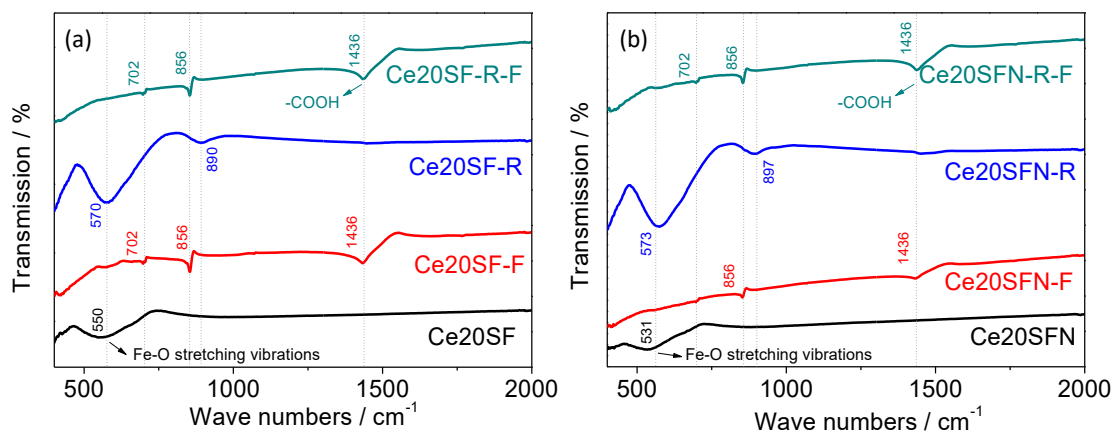 (a)
702
856
1436
Ce20SF-R-F
-COOH
890
Ce20SF-R
570
702
856
1436
Ce20SF-F
550
Ce20SF
Fe-O stretching vibrations
500
1000
1500
2000
Wave numbers / cm⁻¹
Transmission / %
(b)
702
856
1436
Ce20SFN-R-F
-COOH
897
Ce20SFN-R
573
856
1436
Ce20SFN-F
531
Ce20SFN
Fe-O stretching vibrations
500
1000
1500
2000
Wave numbers / cm⁻¹
Transmission / %